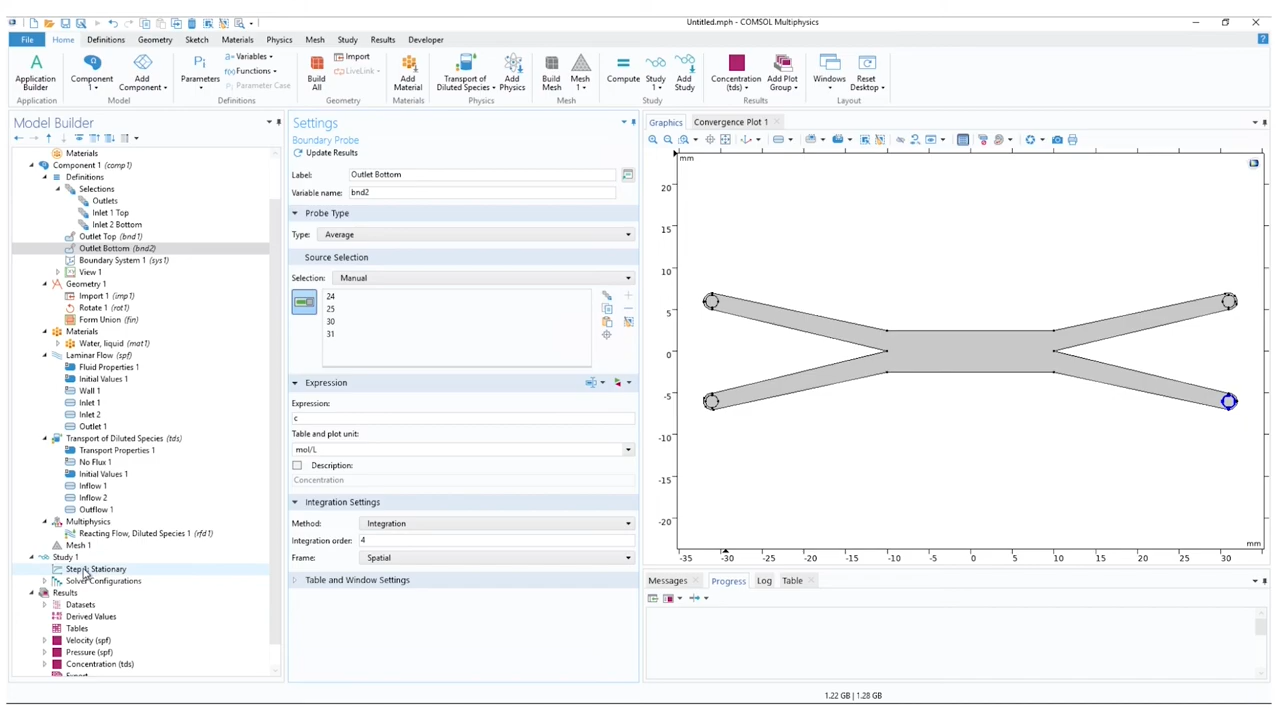 Untitled.mph - COMSOL Multiphysics
File Home Definitions Geometry Sketch Materials Physics Mesh Study Results Developer
Application Builder
Component 1
Add Component
Parameters
Variables
Functions
Parameter Case
Build All
Import
LiveLink
Add Material
Transport of Diluted Species
Add Physics
Build Mesh
Mesh 1
Compute
Study 1
Add Study
Concentration (tds)
Add Plot Group
Windows
Reset Desktop
Application Model Definitions Geometry Materials Physics Mesh Study Results Layout
Model Builder
Materials
Component 1 (comp1)
Definitions
Selections
Outlets
Inlet 1 Top
Inlet 2 Bottom
Outlet Top (bnd1)
Outlet Bottom (bnd2)
Boundary System 1 (sys1)
View 1
Geometry 1
Import 1 (imp1)
Rotate 1 (rot1)
Form Union (fin)
Materials
Water, liquid (mat1)
Laminar Flow (spf)
Fluid Properties 1
Initial Values 1
Wall 1
Inlet 1
Inlet 2
Outlet 1
Transport of Diluted Species (tds)
Transport Properties 1
No Flux 1
Initial Values 1
Inflow 1
Inflow 2
Outflow 1
Multiphysics
Reacting Flow, Diluted Species 1 (rfd1)
Mesh 1
Study 1
Step 1: Stationary
Solver Configurations
Results
Datasets
Derived Values
Tables
Velocity (spf)
Pressure (spf)
Concentration (tds)
Export
Settings
Boundary Probe
Update Results
Label: Outlet Bottom
Variable name: bnd2
Probe Type
Type: Average
Source Selection
Selection: Manual
24
25
30
31
Expression
Expression:
c
Table and plot unit:
mol/L
Description:
Concentration
Integration Settings
Method: Integration
Integration order: 4
Frame: Spatial
Table and Window Settings
Graphics Convergence Plot 1
mm
20
15
10
5
0
-5
-10
-15
-20
-35 -30 -25 -20 -15 -10 -5 0 5 10 15 20 25 30
mm
Messages Progress Log Table
1.22 GB | 1.28 GB